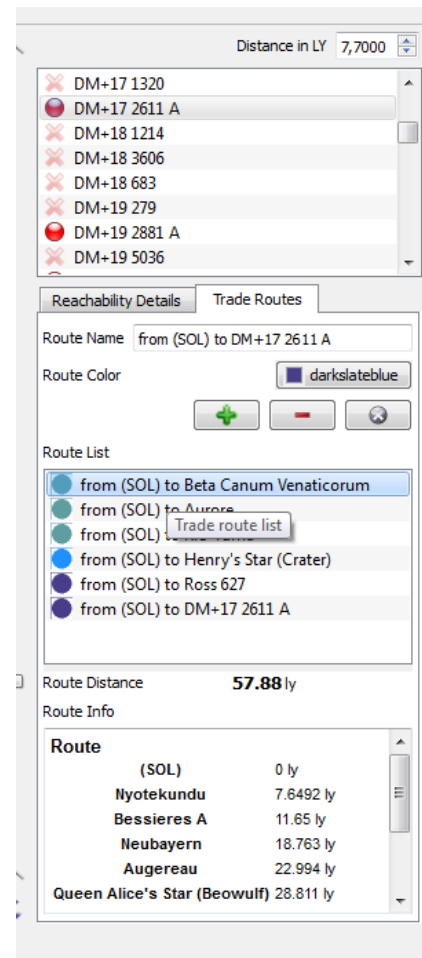 Distance in LY 7,7000
DM+17 1320
DM+17 2611 A
DM+18 1214
DM+18 3606
DM+18 683
DM+19 279
DM+19 2881 A
DM+19 5036
Reachability Details Trade Routes
Route Name from (SOL) to DM+17 2611 A
Route Color darkslateblue
Route List
from (SOL) to Beta Canum Venaticorum
from (SOL) to Aurore
from (SOL) to
Trade route list
from (SOL) to Henry's Star (Crater)
from (SOL) to Ross 627
from (SOL) to DM+17 2611 A
Route Distance 57.88 ly
Route Info
Route
(SOL) 0 ly
Nyotekundu 7.6492 ly
Bessieres A 11.65 ly
Neubayern 18.763 ly
Augereau 22.994 ly
Queen Alice's Star (Beowulf) 28.811 ly